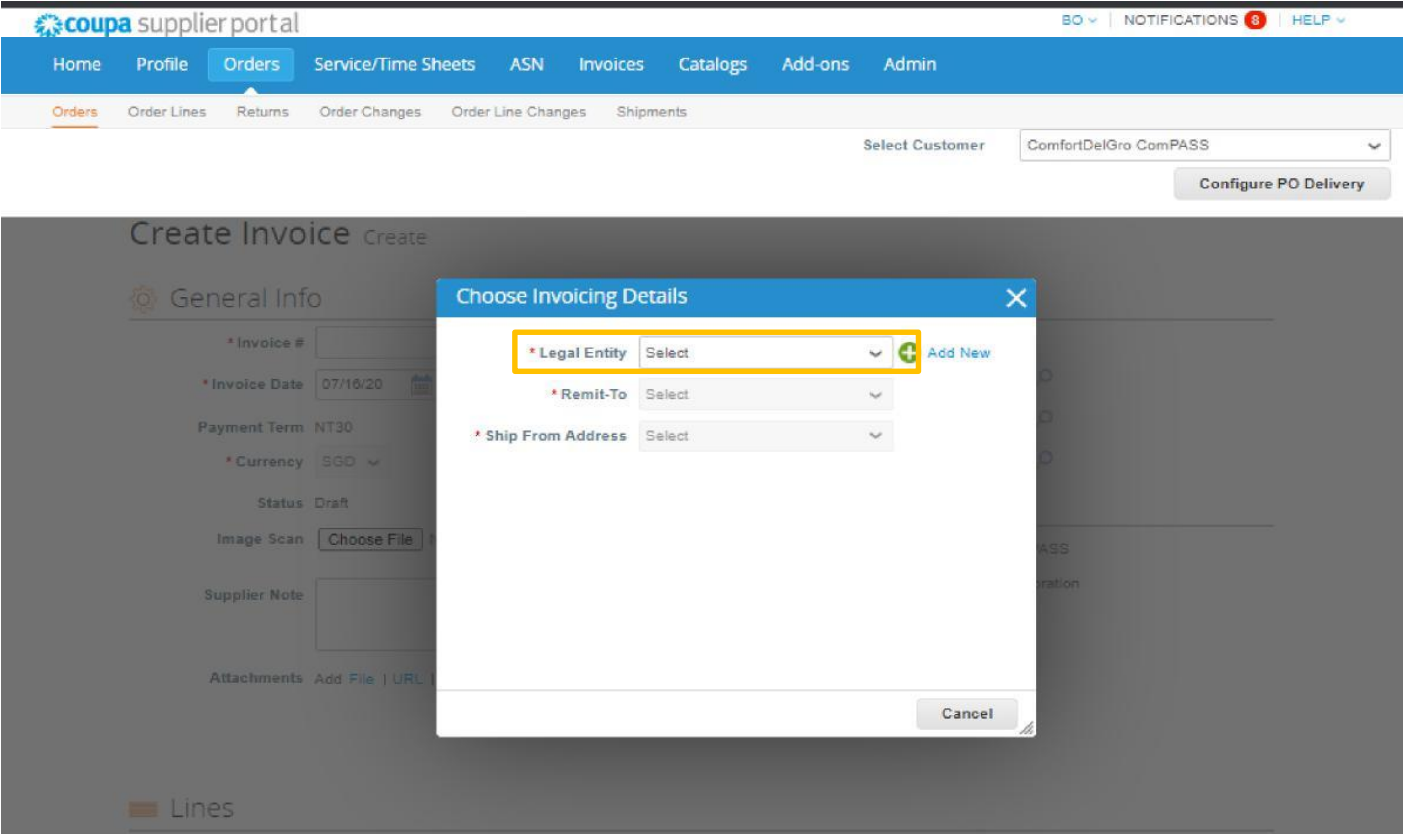 coupa supplier portal
BO NOTIFICATIONS 8 HELP
Home Profile Orders Service/Time Sheets ASN Invoices Catalogs Add-ons Admin
Orders Order Lines Returns Order Changes Order Line Changes Shipments
Select Customer ComfortDelGro ComPASS
Configure PO Delivery
Create Invoice Create
General Info
Choose Invoicing Details
* Invoice #
* Legal Entity Select Add New
* Invoice Date 07/16/20
* Remit-To Select
Payment Term NT30
* Ship From Address Select
* Currency SGD
Status Draft
Image Scan Choose File
Supplier Note
Attachments Add File | URL |
Cancel
Lines